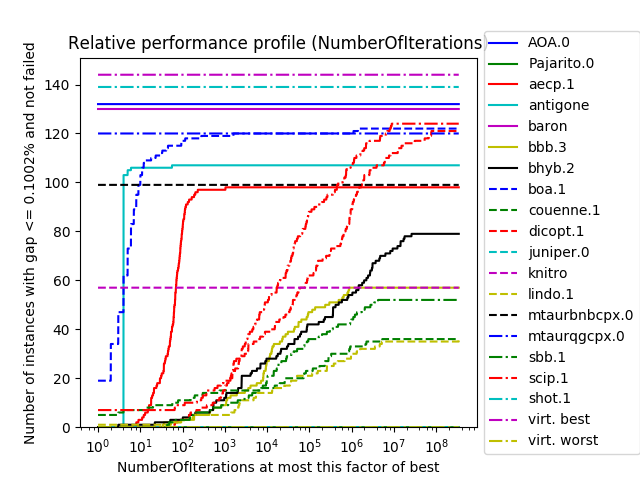 Relative performance profile (NumberOfIterations)
Number of instances with gap <= 0.1002% and not failed
140
120
100
80
60
40
20
0
10^0 10^1 10^2 10^3 10^4 10^5 10^6 10^7 10^8
NumberOfIterations at most this factor of best
AOA.0
Pajarito.0
aecp.1
antigone
baron
bbb.3
bhyb.2
boa.1
couenne.1
dicopt.1
juniper.0
knitro
lindo.1
mtaurbnbcpx.0
mtaurqgcpx.0
sbb.1
scip.1
shot.1
virt. best
virt. worst